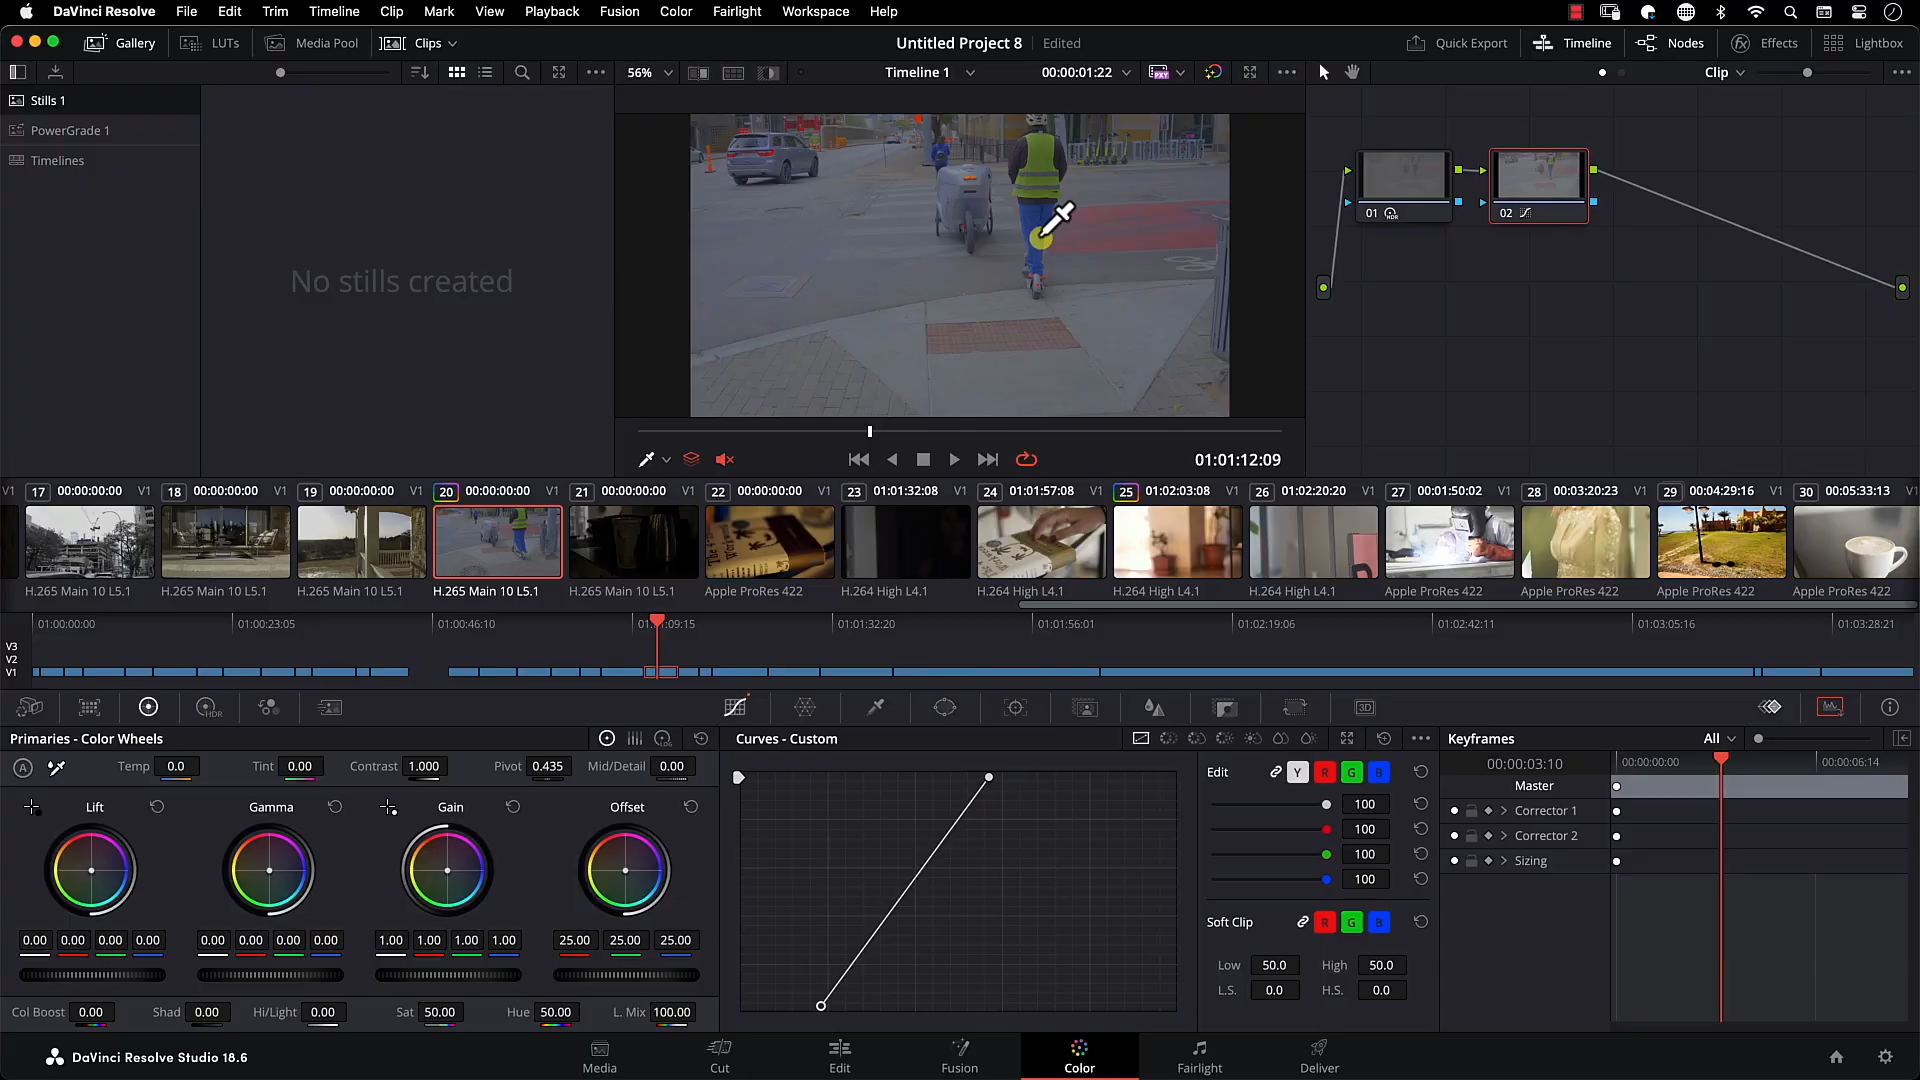 DaVinci Resolve File Edit Trim Timeline Clip Mark View Playback Fusion Color Fairlight Workspace Help
Gallery LUTs Media Pool Clips Untitled Project 8 Edited Quick Export Timeline Nodes Effects Lightbox
56% Timeline 1 00:00:01:22 PXY Clip
Stills 1
PowerGrade 1
Timelines
No stills created
01 HDR 02
01:01:12:09
V1 17 00:00:00:00 V1 18 00:00:00:00 V1 19 00:00:00:00 V1 20 00:00:00:00 V1 21 00:00:00:00 V1 22 00:00:00:00 V1 23 01:01:32:08 V1 24 01:01:57:08 V1 25 01:02:03:08 V1 26 01:02:20:20 V1 27 00:01:50:02 V1 28 00:03:20:23 V1 29 00:04:29:16 V1 30 00:05:33:13 V1
H.265 Main 10 L5.1 H.265 Main 10 L5.1 H.265 Main 10 L5.1 H.265 Main 10 L5.1 H.265 Main 10 L5.1 Apple ProRes 422 H.264 High L4.1 H.264 High L4.1 H.264 High L4.1 H.264 High L4.1 Apple ProRes 422 Apple ProRes 422 Apple ProRes 422 Apple ProRes 422
01:00:00:00 01:00:23:05 01:00:46:10 01:01:09:15 01:01:32:20 01:01:56:01 01:02:19:06 01:02:42:11 01:03:05:16 01:03:28:21
V3
V2
V1
HDR 3D
Primaries - Color Wheels LOG Curves - Custom Keyframes All
A Temp 0.0 Tint 0.00 Contrast 1.000 Pivot 0.435 Mid/Detail 0.00
Lift Gamma Gain Offset
0.00 0.00 0.00 0.00 0.00 0.00 0.00 0.00 1.00 1.00 1.00 1.00 25.00 25.00 25.00
Col Boost 0.00 Shad 0.00 Hi/Light 0.00 Sat 50.00 Hue 50.00 L. Mix 100.00
Edit Y R G B
100
100
100
100
Soft Clip R G B
Low 50.0 High 50.0
L.S. 0.0 H.S. 0.0
00:00:03:10 00:00:00:00 00:00:06:14
Master
Corrector 1
Corrector 2
Sizing
DaVinci Resolve Studio 18.6 Media Cut Edit Fusion Color Fairlight Deliver